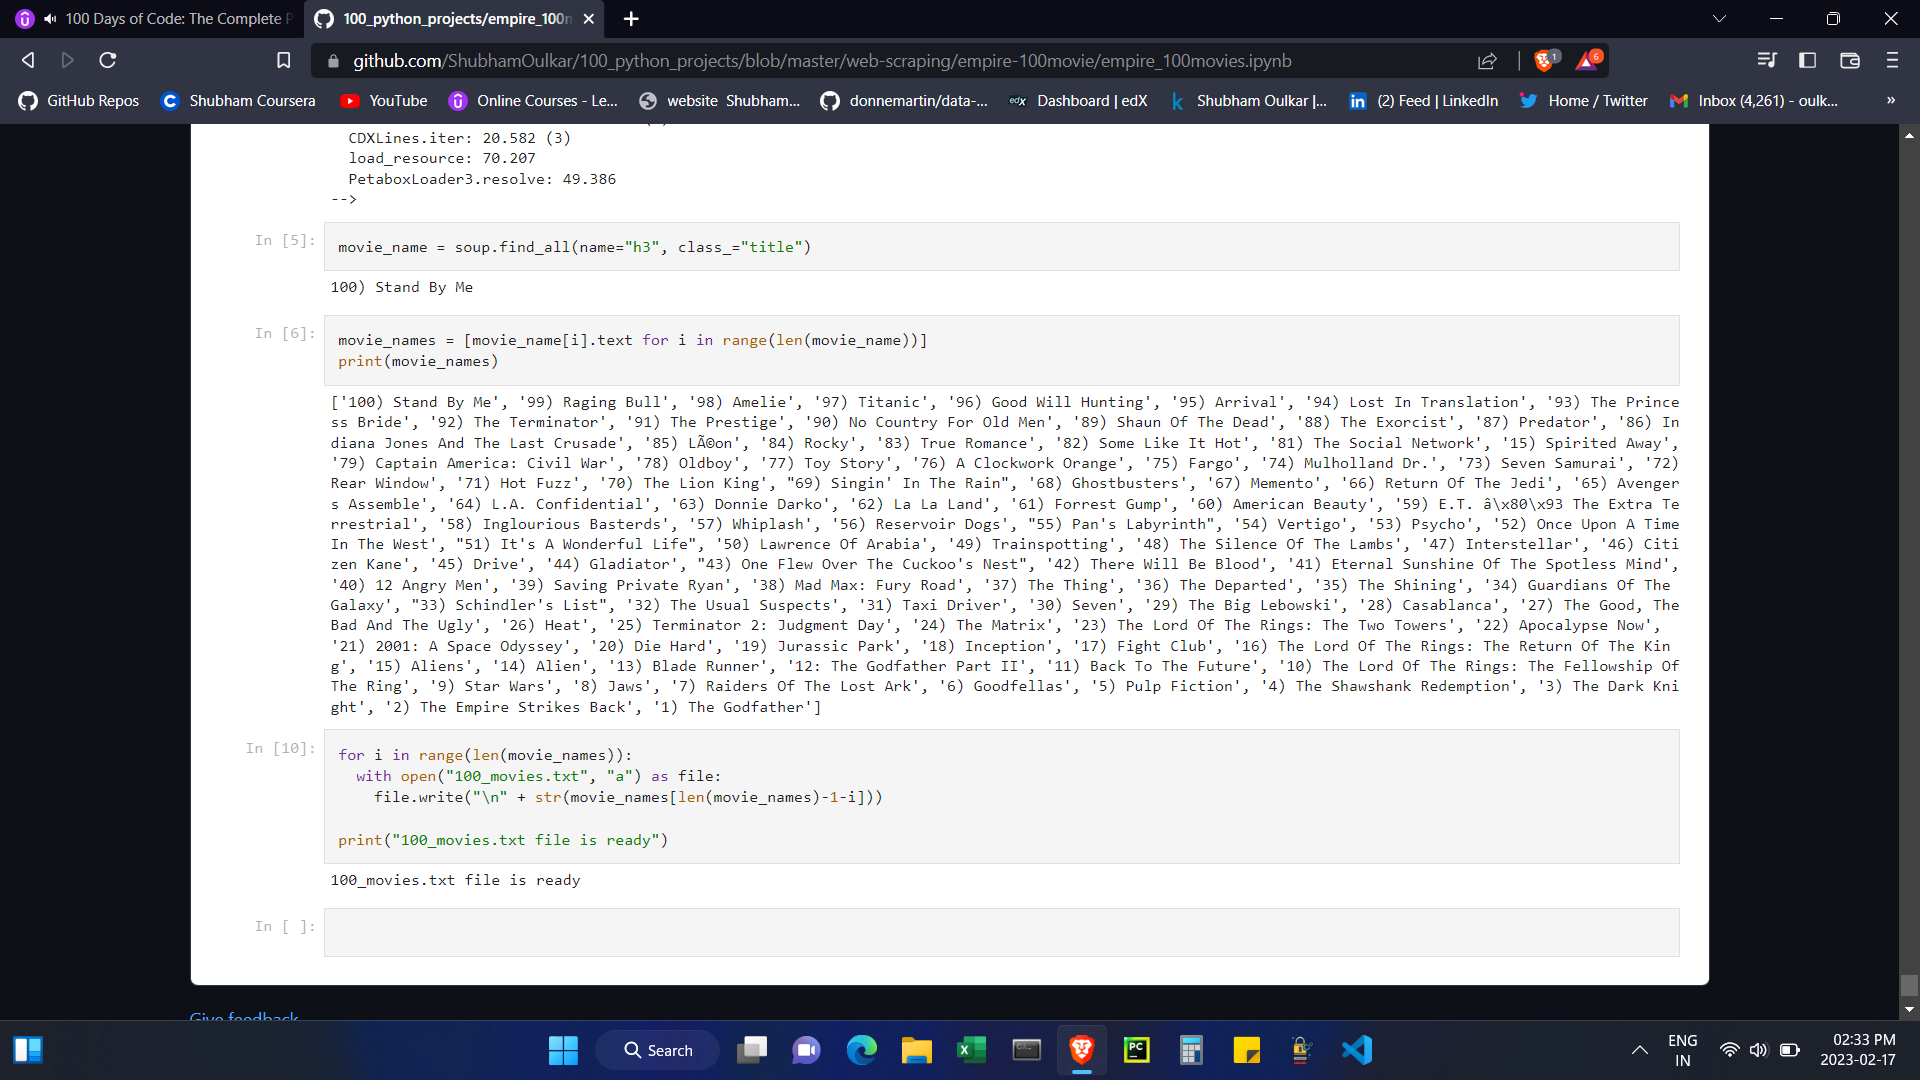 100 Days of Code: The Complete P
100_python_projects/empire_100m
github.com/ShubhamOulkar/100_python_projects/blob/master/web-scraping/empire-100movie/empire_100movies.ipynb
1
6
GitHub Repos
Shubham Coursera
YouTube
Online Courses - Le...
website Shubham...
donnemartin/data-...
edX Dashboard | edX
k Shubham Oulkar |...
in (2) Feed | LinkedIn
Home / Twitter
Inbox (4,261) - oulk...
»
CDXLines.iter: 20.582 (3)
load_resource: 70.207
PetaboxLoader3.resolve: 49.386
-->
In [5]:
movie_name = soup.find_all(name="h3", class_="title")
100) Stand By Me
In [6]:
movie_names = [movie_name[i].text for i in range(len(movie_name))]
print(movie_names)
['100) Stand By Me', '99) Raging Bull', '98) Amelie', '97) Titanic', '96) Good Will Hunting', '95) Arrival', '94) Lost In Translation', '93) The Prince
ss Bride', '92) The Terminator', '91) The Prestige', '90) No Country For Old Men', '89) Shaun Of The Dead', '88) The Exorcist', '87) Predator', '86) In
diana Jones And The Last Crusade', '85) LÃ©on', '84) Rocky', '83) True Romance', '82) Some Like It Hot', '81) The Social Network', '15) Spirited Away',
'79) Captain America: Civil War', '78) Oldboy', '77) Toy Story', '76) A Clockwork Orange', '75) Fargo', '74) Mulholland Dr.', '73) Seven Samurai', '72)
Rear Window', '71) Hot Fuzz', '70) The Lion King', "69) Singin' In The Rain", '68) Ghostbusters', '67) Memento', '66) Return Of The Jedi', '65) Avenger
s Assemble', '64) L.A. Confidential', '63) Donnie Darko', '62) La La Land', '61) Forrest Gump', '60) American Beauty', '59) E.T. â\x80\x93 The Extra Te
rrestrial', '58) Inglourious Basterds', '57) Whiplash', '56) Reservoir Dogs', "55) Pan's Labyrinth", '54) Vertigo', '53) Psycho', '52) Once Upon A Time
In The West', "51) It's A Wonderful Life", '50) Lawrence Of Arabia', '49) Trainspotting', '48) The Silence Of The Lambs', '47) Interstellar', '46) Citi
zen Kane', '45) Drive', '44) Gladiator', "43) One Flew Over The Cuckoo's Nest", '42) There Will Be Blood', '41) Eternal Sunshine Of The Spotless Mind',
'40) 12 Angry Men', '39) Saving Private Ryan', '38) Mad Max: Fury Road', '37) The Thing', '36) The Departed', '35) The Shining', '34) Guardians Of The
Galaxy', "33) Schindler's List", '32) The Usual Suspects', '31) Taxi Driver', '30) Seven', '29) The Big Lebowski', '28) Casablanca', '27) The Good, The
Bad And The Ugly', '26) Heat', '25) Terminator 2: Judgment Day', '24) The Matrix', '23) The Lord Of The Rings: The Two Towers', '22) Apocalypse Now',
'21) 2001: A Space Odyssey', '20) Die Hard', '19) Jurassic Park', '18) Inception', '17) Fight Club', '16) The Lord Of The Rings: The Return Of The Kin
g', '15) Aliens', '14) Alien', '13) Blade Runner', '12: The Godfather Part II', '11) Back To The Future', '10) The Lord Of The Rings: The Fellowship Of
The Ring', '9) Star Wars', '8) Jaws', '7) Raiders Of The Lost Ark', '6) Goodfellas', '5) Pulp Fiction', '4) The Shawshank Redemption', '3) The Dark Kni
ght', '2) The Empire Strikes Back', '1) The Godfather']
In [10]:
for i in range(len(movie_names)):
with open("100_movies.txt", "a") as file:
file.write("\n" + str(movie_names[len(movie_names)-1-i]))
print("100_movies.txt file is ready")
100_movies.txt file is ready
In [ ]:
Give feedback
Search
PC
ENG
IN
02:33 PM
2023-02-17